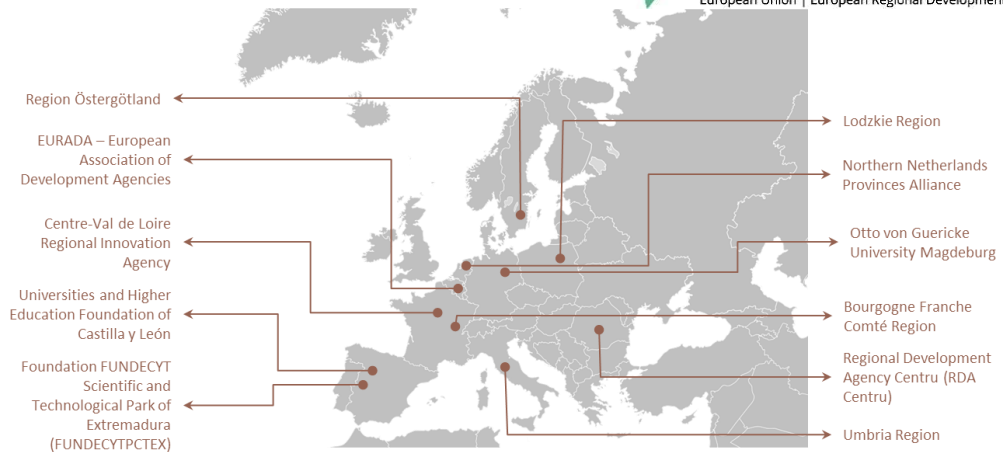 European Union | European Regional Development
Region Östergötland
EURADA – European
Association of
Development Agencies
Centre-Val de Loire
Regional Innovation
Agency
Universities and Higher
Education Foundation of
Castilla y León
Foundation FUNDECYT
Scientific and
Technological Park of
Extremadura
(FUNDECYTPCTEX)
Lodzkie Region
Northern Netherlands
Provinces Alliance
Otto von Guericke
University Magdeburg
Bourgogne Franche
Comté Region
Regional Development
Agency Centru (RDA
Centru)
Umbria Region